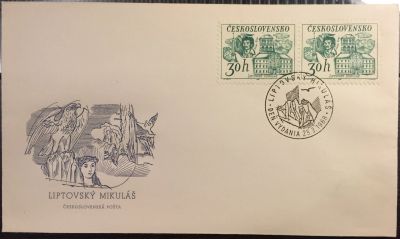 ČESKOSLOVENSKO
30h
ČESKOSLOVENSKO
30h
LIPTOVSKÝ MIKULÁŠ
DEŇ VYDANIA
LIPTOVSKÝ MIKULÁŠ
ČESKOSLOVENSKÁ POŠTA